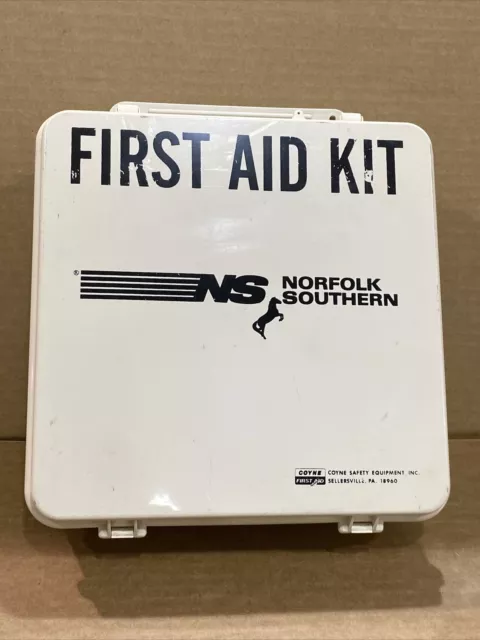 FIRST AID KIT
® NS NORFOLK
SOUTHERN
COYNE COYNE SAFETY EQUIPMENT INC.
FIRST AID SELLERSVILLE, PA. 18960